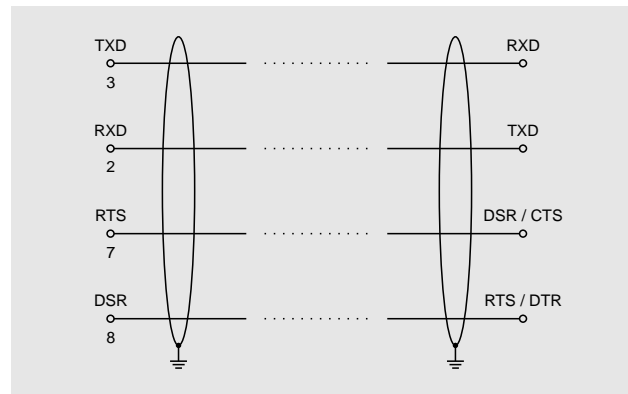 TXD RXD
3
RXD TXD
2
RTS DSR / CTS
7
DSR RTS / DTR
8